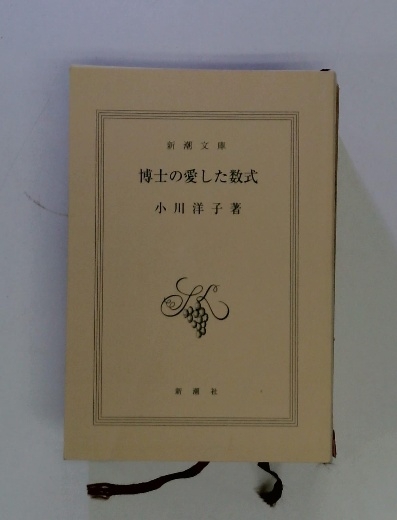 新潮文庫
博士の愛した数式
小川洋子著
新潮社